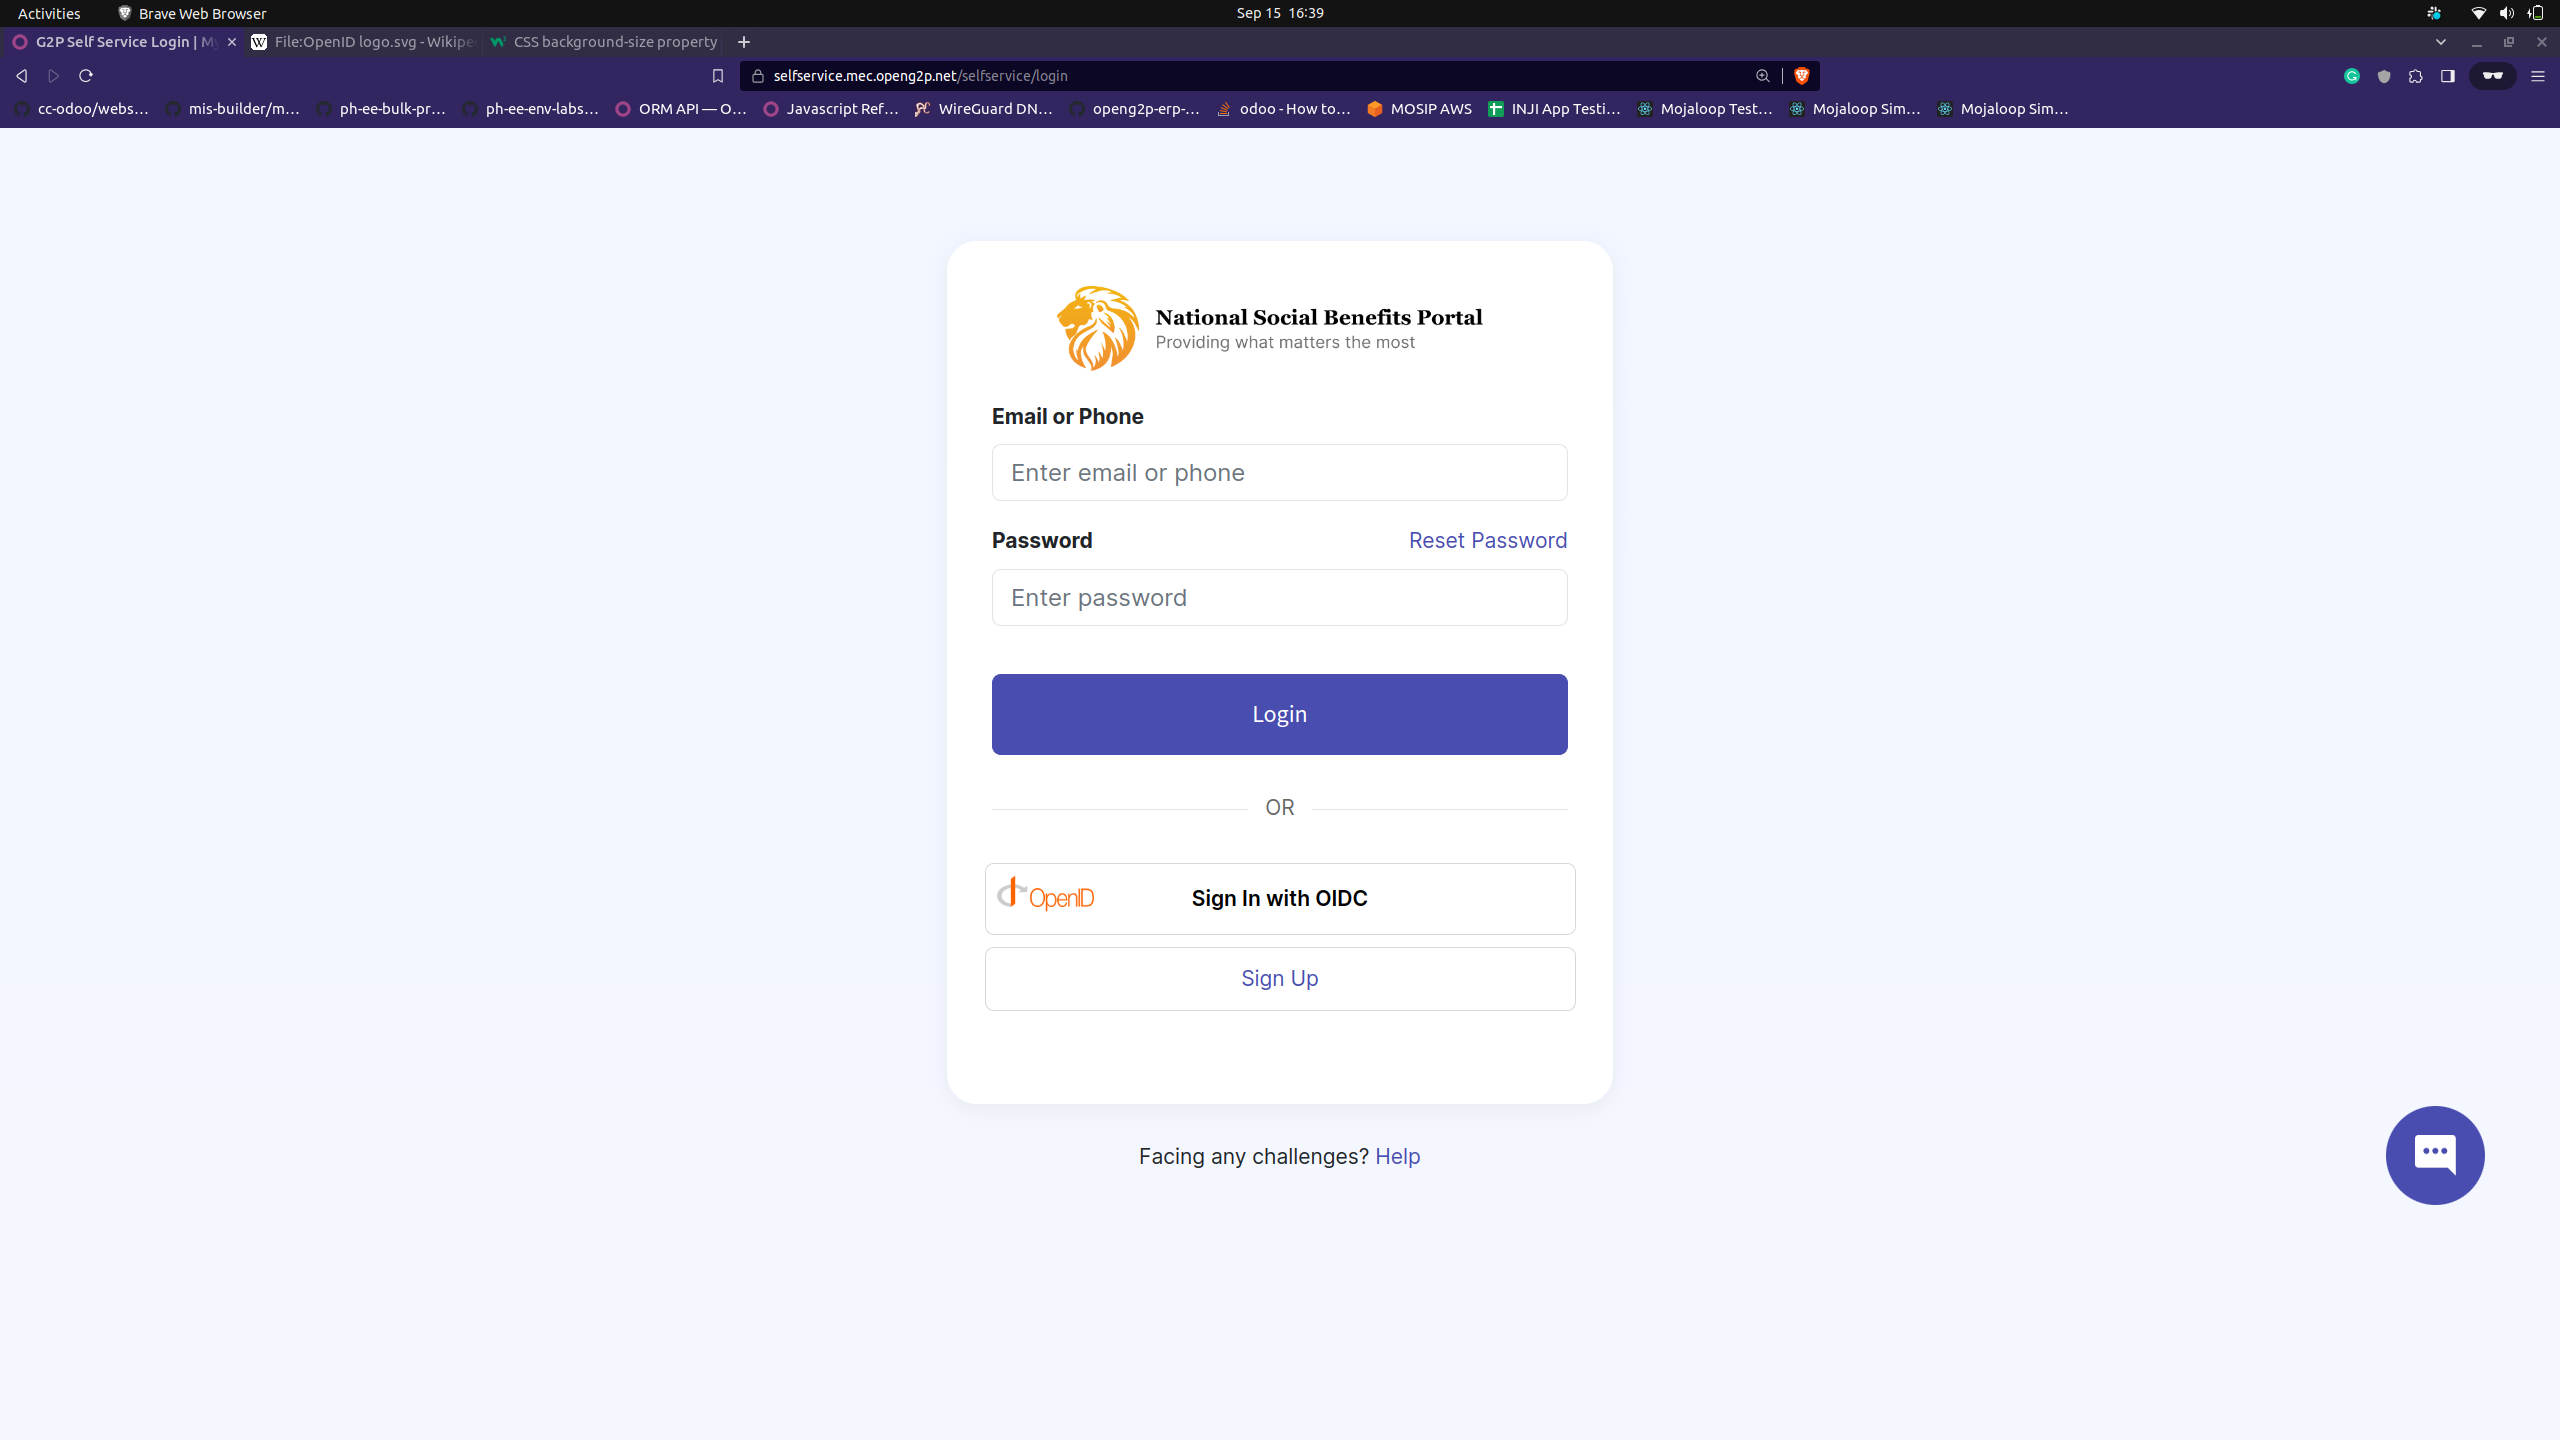 Activities
Brave Web Browser
Sep 15 16:39
G2P Self Service Login | My
File:OpenID logo.svg - Wikipe
CSS background-size property
selfservice.mec.openg2p.net/selfservice/login
cc-odoo/webs...
mis-builder/m...
ph-ee-bulk-pr...
ph-ee-env-labs...
ORM API — O...
Javascript Ref...
WireGuard DN...
openg2p-erp-...
odoo - How to...
MOSIP AWS
INJI App Testi...
Mojaloop Test...
Mojaloop Sim...
Mojaloop Sim...
National Social Benefits Portal
Providing what matters the most
Email or Phone
Enter email or phone
Password
Reset Password
Enter password
Login
OR
OpenID
Sign In with OIDC
Sign Up
Facing any challenges? Help